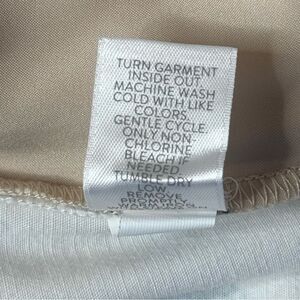 TURN GARMENT
INSIDE OUT.
MACHINE WASH
COLD WITH LIKE
COLORS.
GENTLE CYCLE.
ONLY NON
CHLORINE
BLEACH IF
NEEDED.
TUMBLE DRY
LOW.
REMOVE
PROMPTLY.